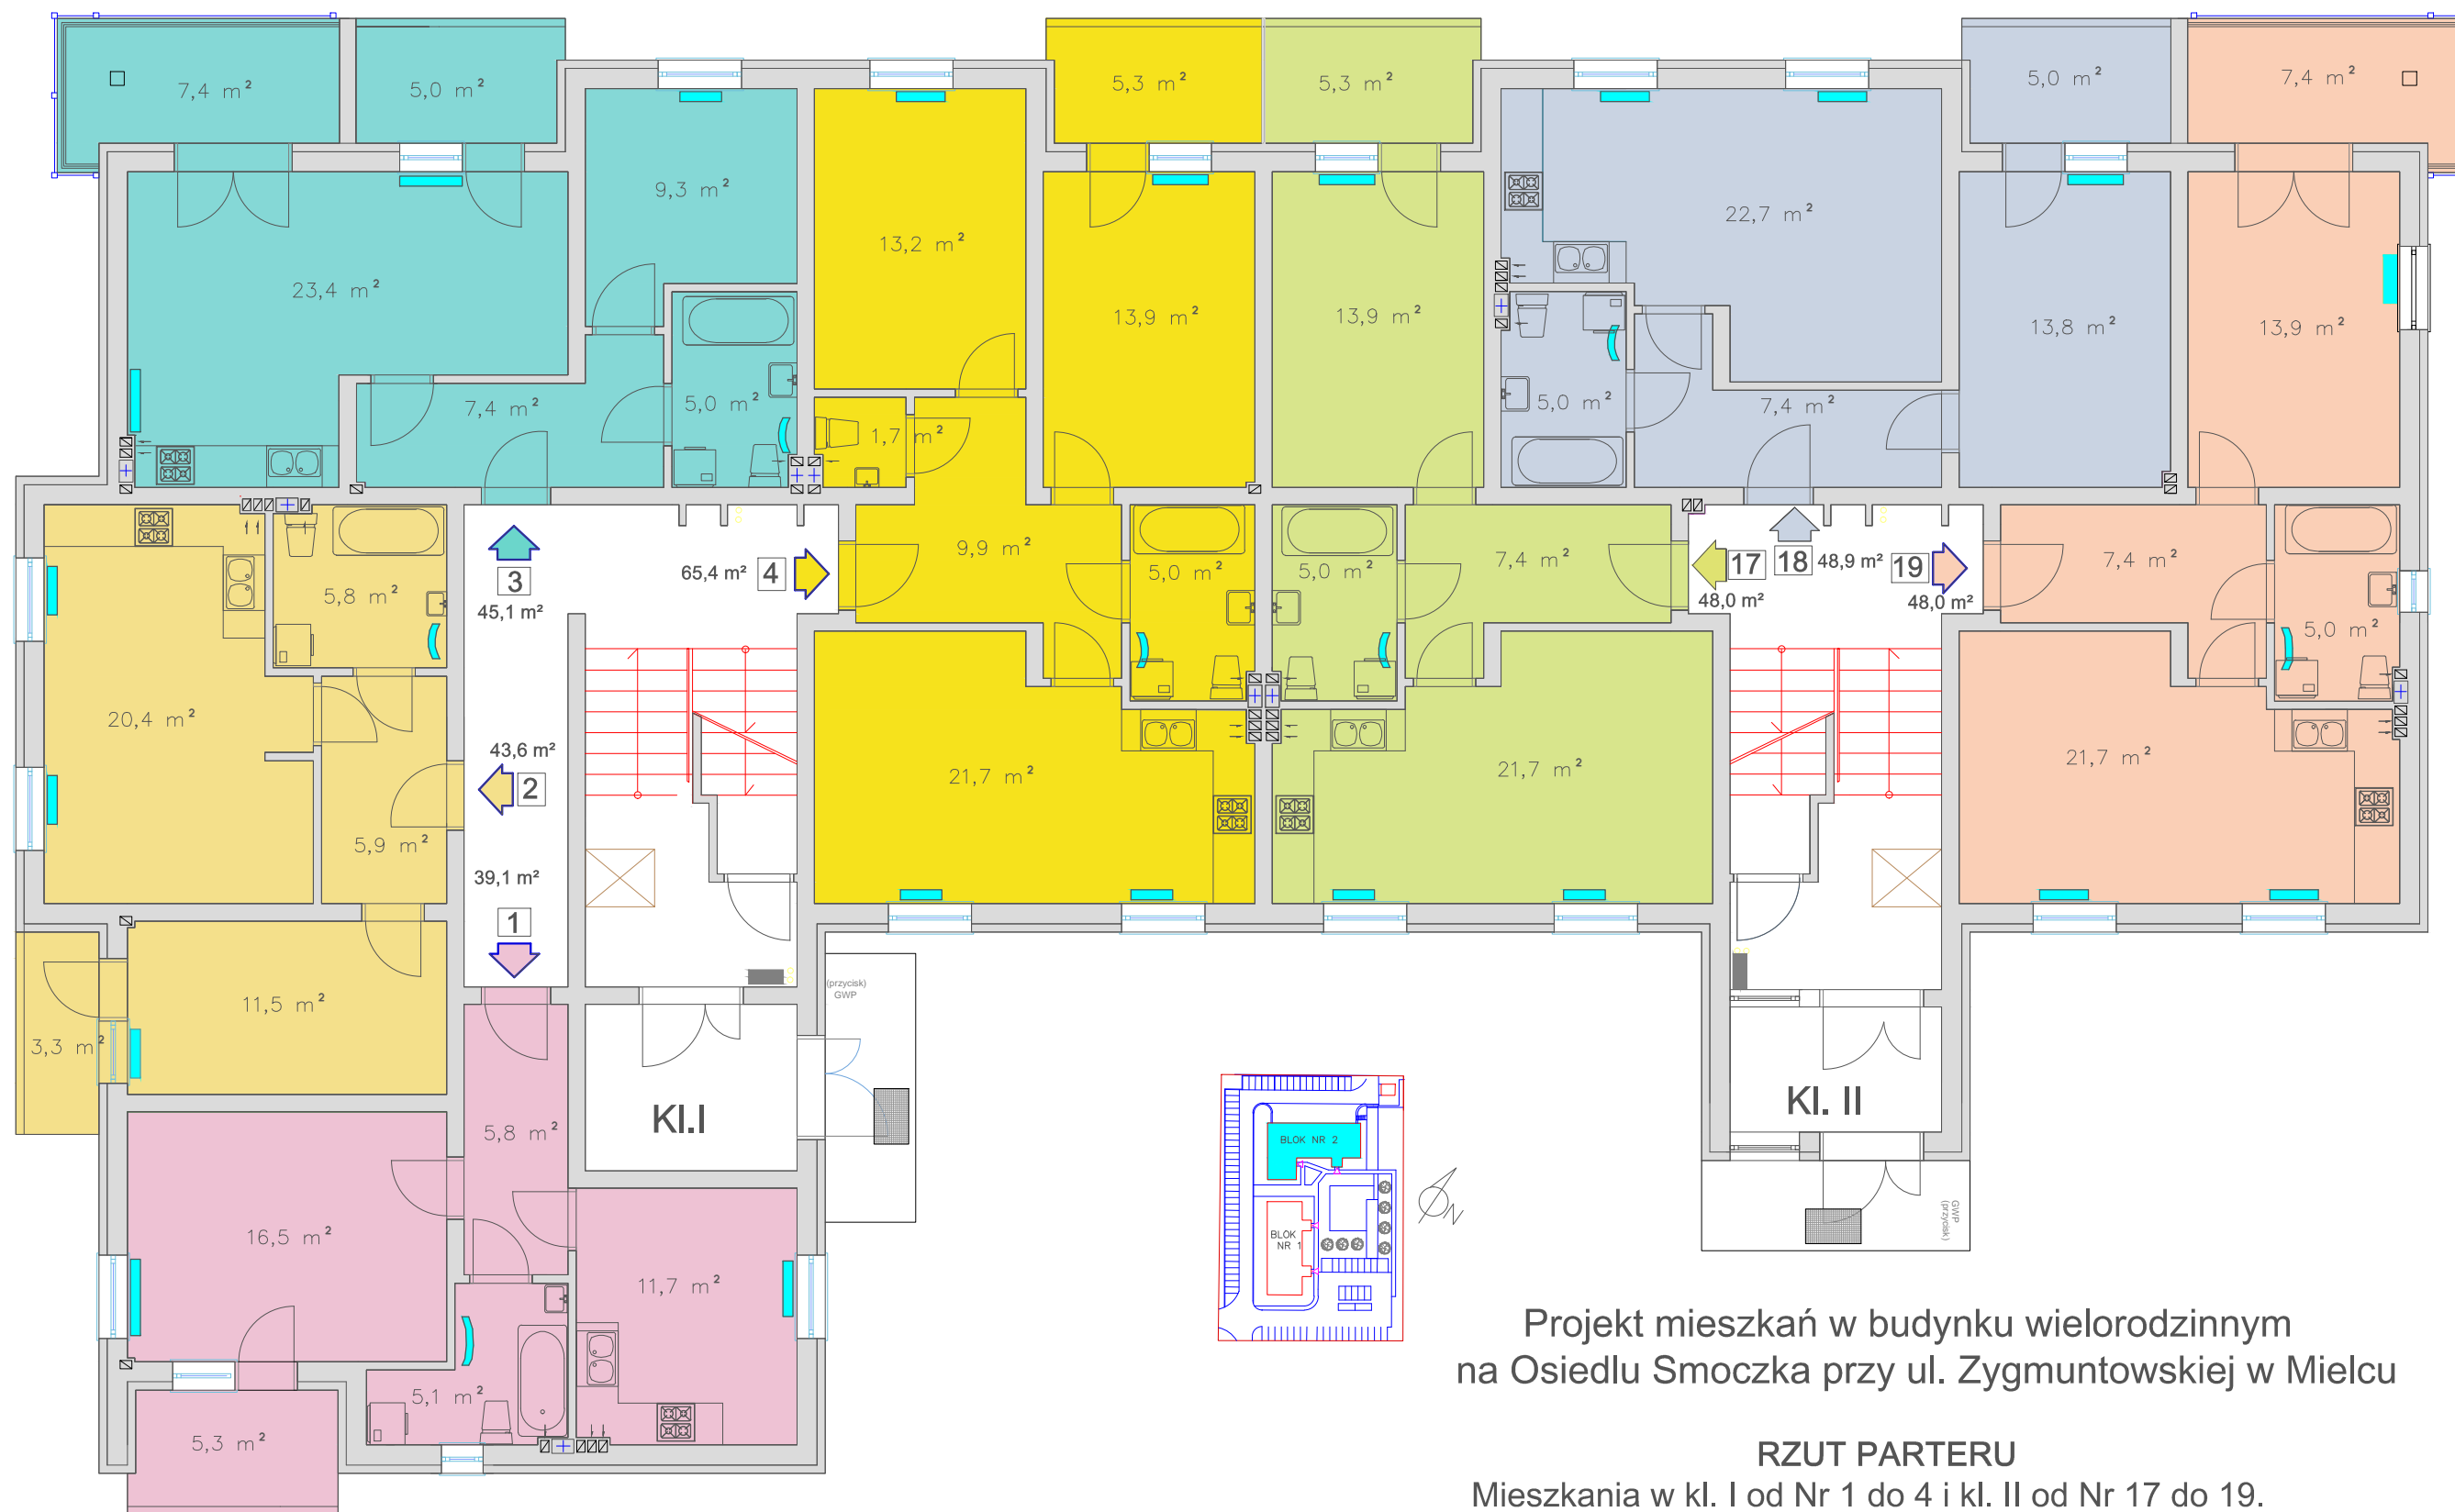 7,4 m²
5,0 m²
5,3 m²
5,3 m²
5,0 m²
7,4 m²
9,3 m²
13,2 m²
22,7 m²
23,4 m²
13,9 m²
13,9 m²
13,8 m²
13,9 m²
7,4 m²
5,0 m²
1,7 m²
5,0 m²
7,4 m²
5,8 m²
3
45,1 m²
65,4 m² 4
9,9 m²
5,0 m²
5,0 m²
7,4 m²
17
48,0 m²
18
48,9 m²
19
48,0 m²
7,4 m²
5,0 m²
20,4 m²
43,6 m²
2
21,7 m²
21,7 m²
21,7 m²
5,9 m²
39,1 m²
1
11,5 m²
3,3 m²
(przycisk)
GWP
5,8 m²
Kl.I
Kl. II
BLOK NR 2
BLOK
NR 1
N
GWP
(przycisk)
16,5 m²
11,7 m²
5,1 m²
5,3 m²
Projekt mieszkań w budynku wielorodzinnym
na Osiedlu Smoczka przy ul. Zygmuntowskiej w Mielcu
RZUT PARTERU
Mieszkania w kl. I od Nr 1 do 4 i kl. II od Nr 17 do 19.